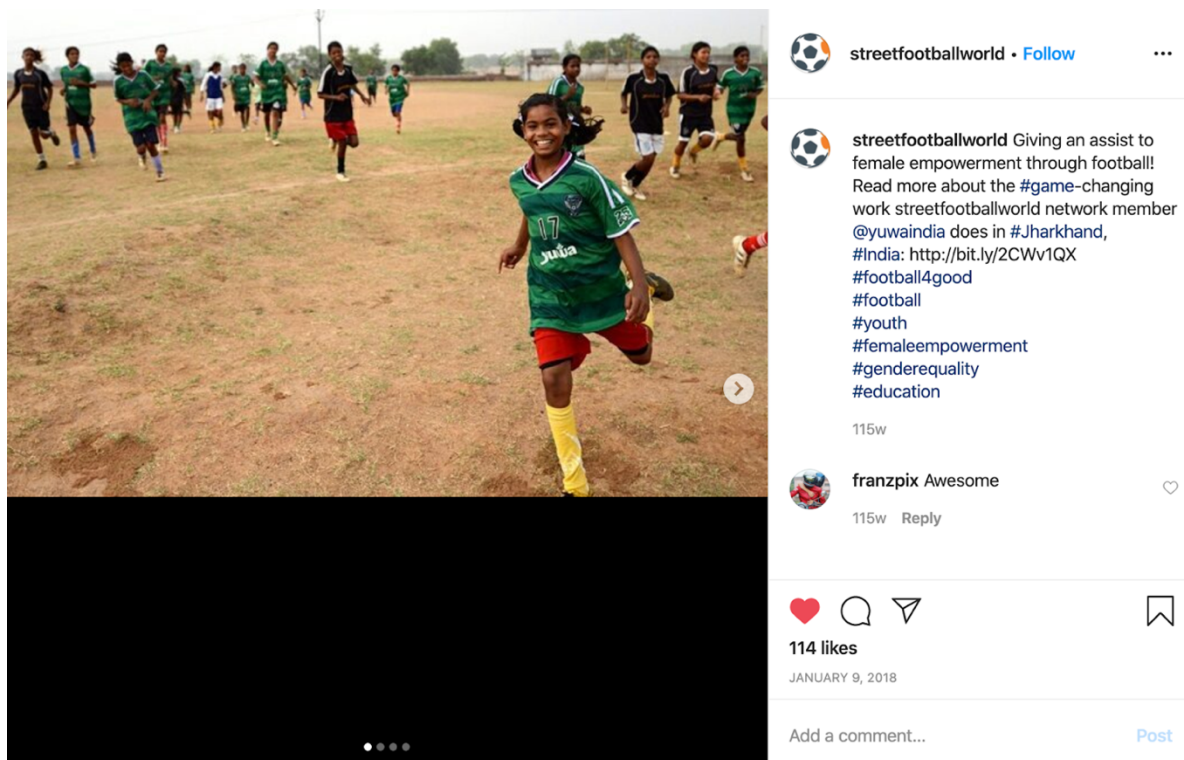 17
yuwa
streetfootballworld • Follow
streetfootballworld Giving an assist to
female empowerment through football!
Read more about the #game-changing
work streetfootballworld network member
@yuwaindia does in #Jharkhand,
#India: http://bit.ly/2CWv1QX
#football4good
#football
#youth
#femaleempowerment
#genderequality
#education
115w
franzpix Awesome
115w Reply
114 likes
JANUARY 9, 2018
Add a comment... Post